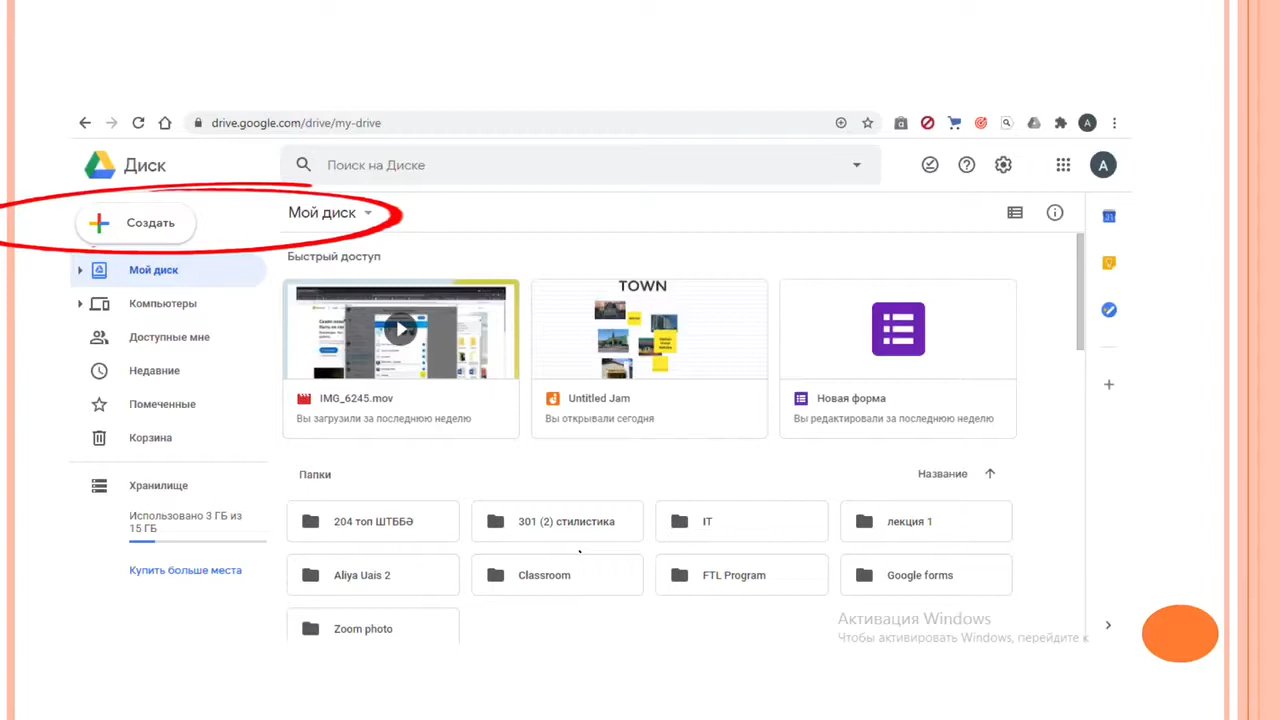 drive.google.com/drive/my-drive
A
Диск
Поиск на Диске
A
Создать
Мой диск
Быстрый доступ
Мой диск
Компьютеры
Доступные мне
Недавние
Помеченные
Корзина
Хранилище
Использовано 3 ГБ из
15 ГБ
Купить больше места
TOWN
IMG_6245.mov
Вы загрузили за последнюю неделю
Untitled Jam
Вы открывали сегодня
Новая форма
Вы редактировали за последнюю неделю
31
Папки
Название
204 топ ШТББӘ
301 (2) стилистика
IT
лекция 1
Aliya Uais 2
Classroom
FTL Program
Google forms
Zoom photo
Активация Windows
Чтобы активировать Windows, перейдите к